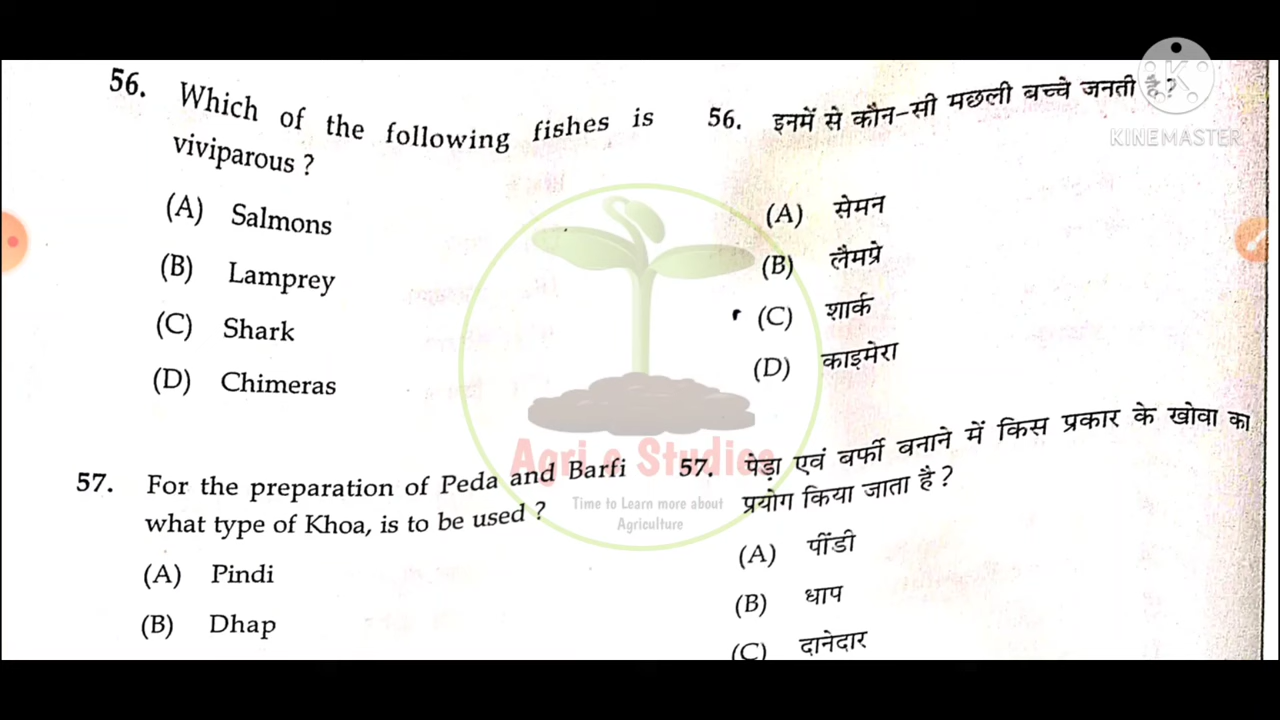 KINEMASTER
56. Which of the following fishes is
viviparous ?
(A) Salmons
(B) Lamprey
(C) Shark
(D) Chimeras
57. For the preparation of Peda and Barfi
what type of Khoa, is to be used ?
(A) Pindi
(B) Dhap
56. इनमें से कौन-सी मछली बच्चे जनती है ?
(A) सेमन
(B) लैमप्रे
(C) शार्क
(D) काइमेरा
57. पेड़ा एवं वर्फी बनाने में किस प्रकार के खोवा का
प्रयोग किया जाता है ?
(A) पींडी
(B) धाप
(C) दानेदार
Agri e Studies
Time to Learn more about
Agriculture